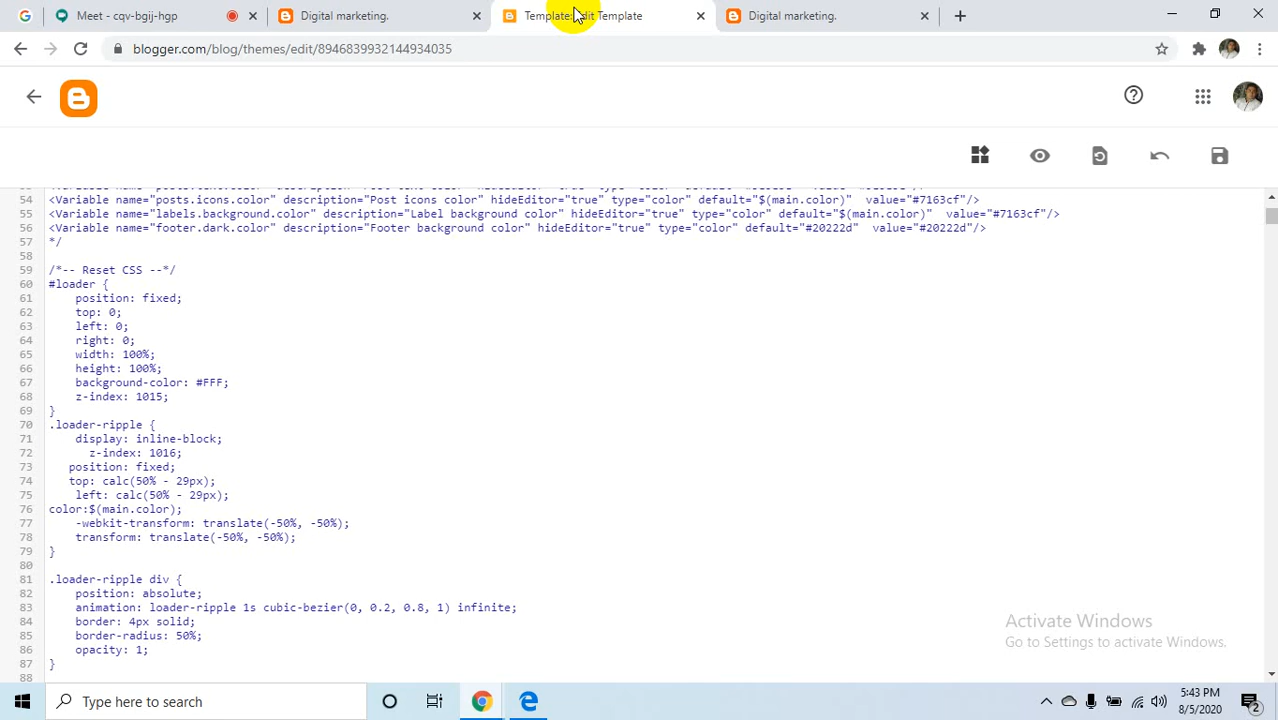 Meet - cqv-bgij-hgp
Digital marketing.
Template: Edit Template
Digital marketing.
blogger.com/blog/themes/edit/8946839932144934035
54 <Variable name="posts.icons.color" description="Post icons color" hideEditor="true" type="color" default="$(main.color)"  value="#7163cf"/>
55 <Variable name="labels.background.color" description="Label background color" hideEditor="true" type="color" default="$(main.color)"  value="#7163cf"/>
56 <Variable name="footer.dark.color" description="Footer background color" hideEditor="true" type="color" default="#20222d"  value="#20222d"/>
57 */
58
59 /*-- Reset CSS --*/
60 #loader {
61 position: fixed;
62 top: 0;
63 left: 0;
64 right: 0;
65 width: 100%;
66 height: 100%;
67 background-color: #FFF;
68 z-index: 1015;
69 }
70 .loader-ripple {
71 display: inline-block;
72 z-index: 1016;
73 position: fixed;
74 top: calc(50% - 29px);
75 left: calc(50% - 29px);
76 color:$(main.color);
77 -webkit-transform: translate(-50%, -50%);
78 transform: translate(-50%, -50%);
79 }
80
81 .loader-ripple div {
82 position: absolute;
83 animation: loader-ripple 1s cubic-bezier(0, 0.2, 0.8, 1) infinite;
84 border: 4px solid;
85 border-radius: 50%;
86 opacity: 1;
87 }
88
Activate Windows
Go to Settings to activate Windows.
Type here to search
5:43 PM
8/5/2020
2